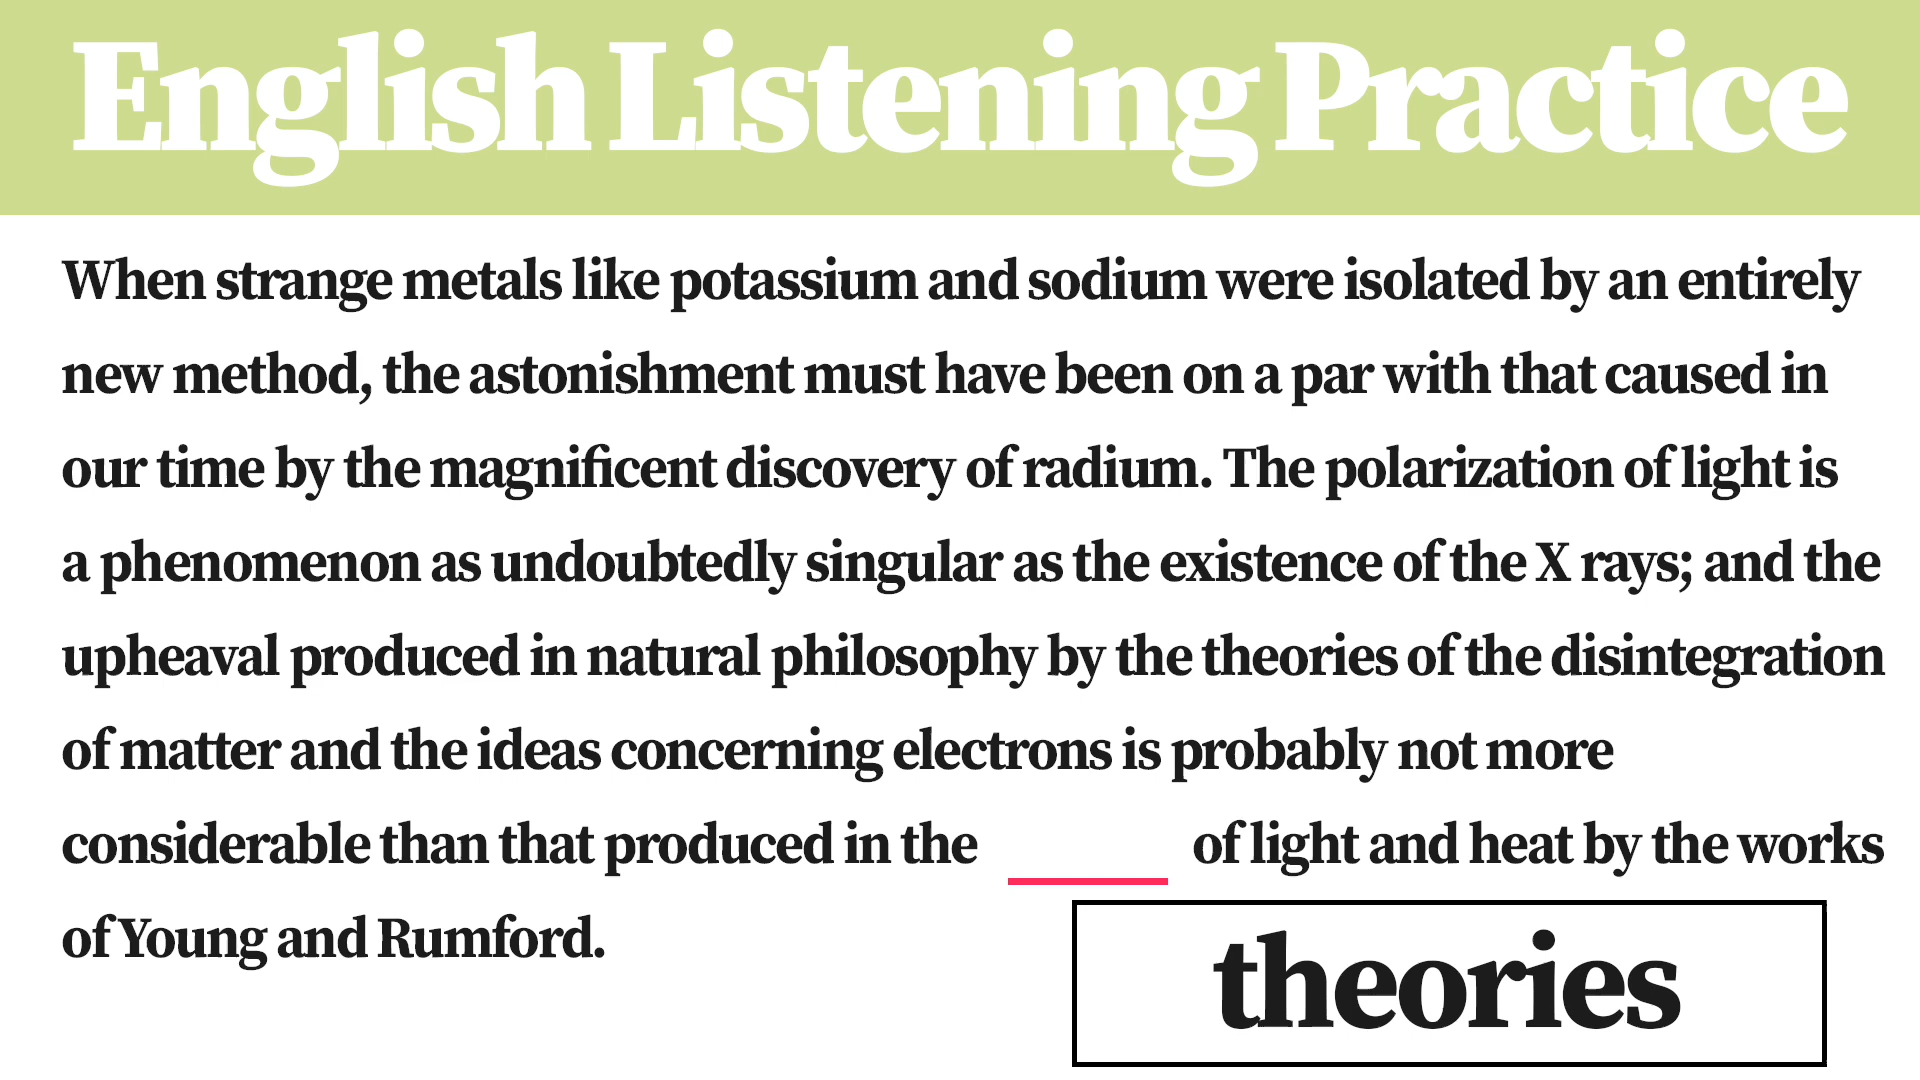 English Listening Practice
When strange metals like potassium and sodium were isolated by an entirely
new method, the astonishment must have been on a par with that caused in
our time by the magnificent discovery of radium. The polarization of light is
a phenomenon as undoubtedly singular as the existence of the X rays; and the
upheaval produced in natural philosophy by the theories of the disintegration
of matter and the ideas concerning electrons is probably not more
considerable than that produced in the of light and heat by the works
of Young and Rumford.
theories